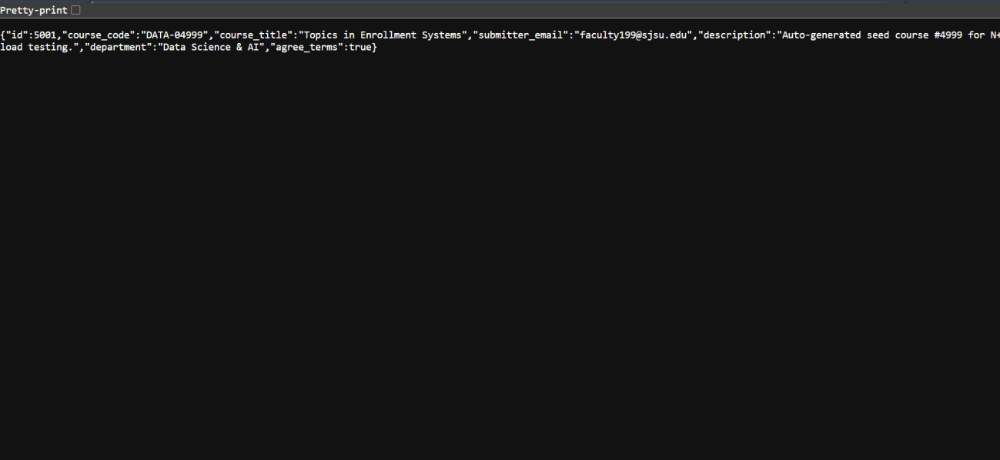 Pretty-print
{"id":5001,"course_code":"DATA-04999","course_title":"Topics in Enrollment Systems","submitter_email":"faculty199@sjsu.edu","description":"Auto-generated seed course #4999 for N+
load testing.","department":"Data Science & AI","agree_terms":true}